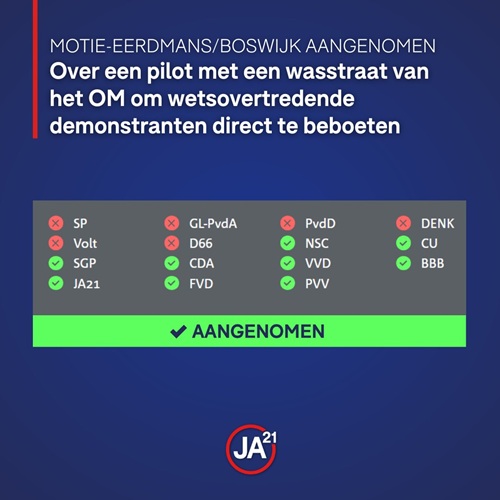 MOTIE-EERDMANS/BOSWIJK AANGENOMEN
Over een pilot met een wasstraat van
het OM om wetsovertredende
demonstranten direct te beboeten
SP GL-PvdA PvdD DENK
Volt D66 NSC CU
SGP CDA VVD BBB
JA21 FVD PVV
AANGENOMEN
JA21